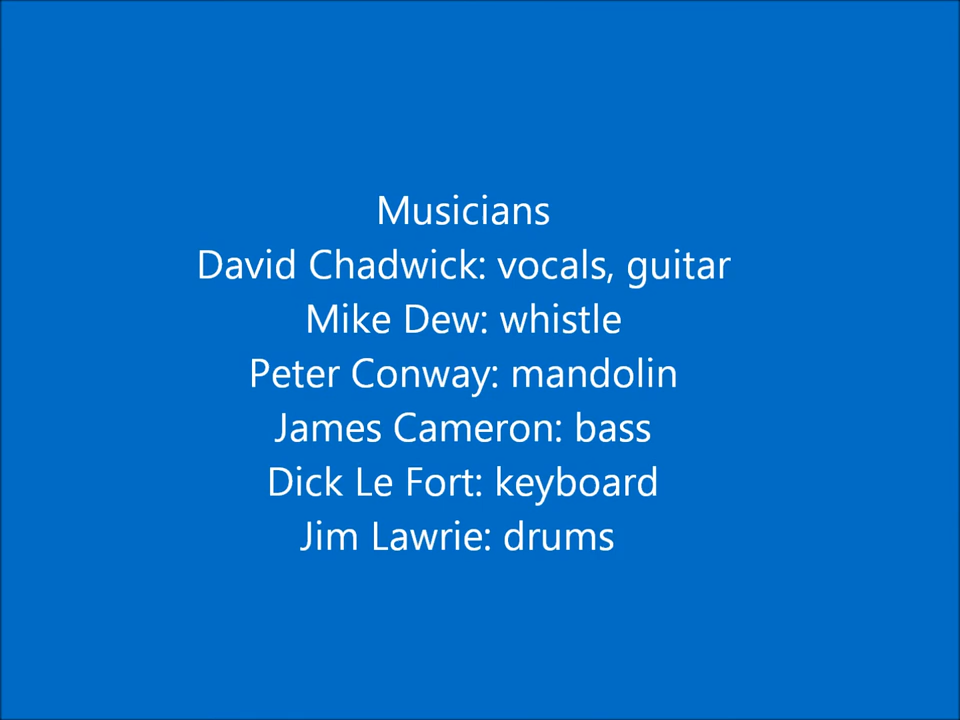 Musicians
David Chadwick: vocals, guitar
Mike Dew: whistle
Peter Conway: mandolin
James Cameron: bass
Dick Le Fort: keyboard
Jim Lawrie: drums